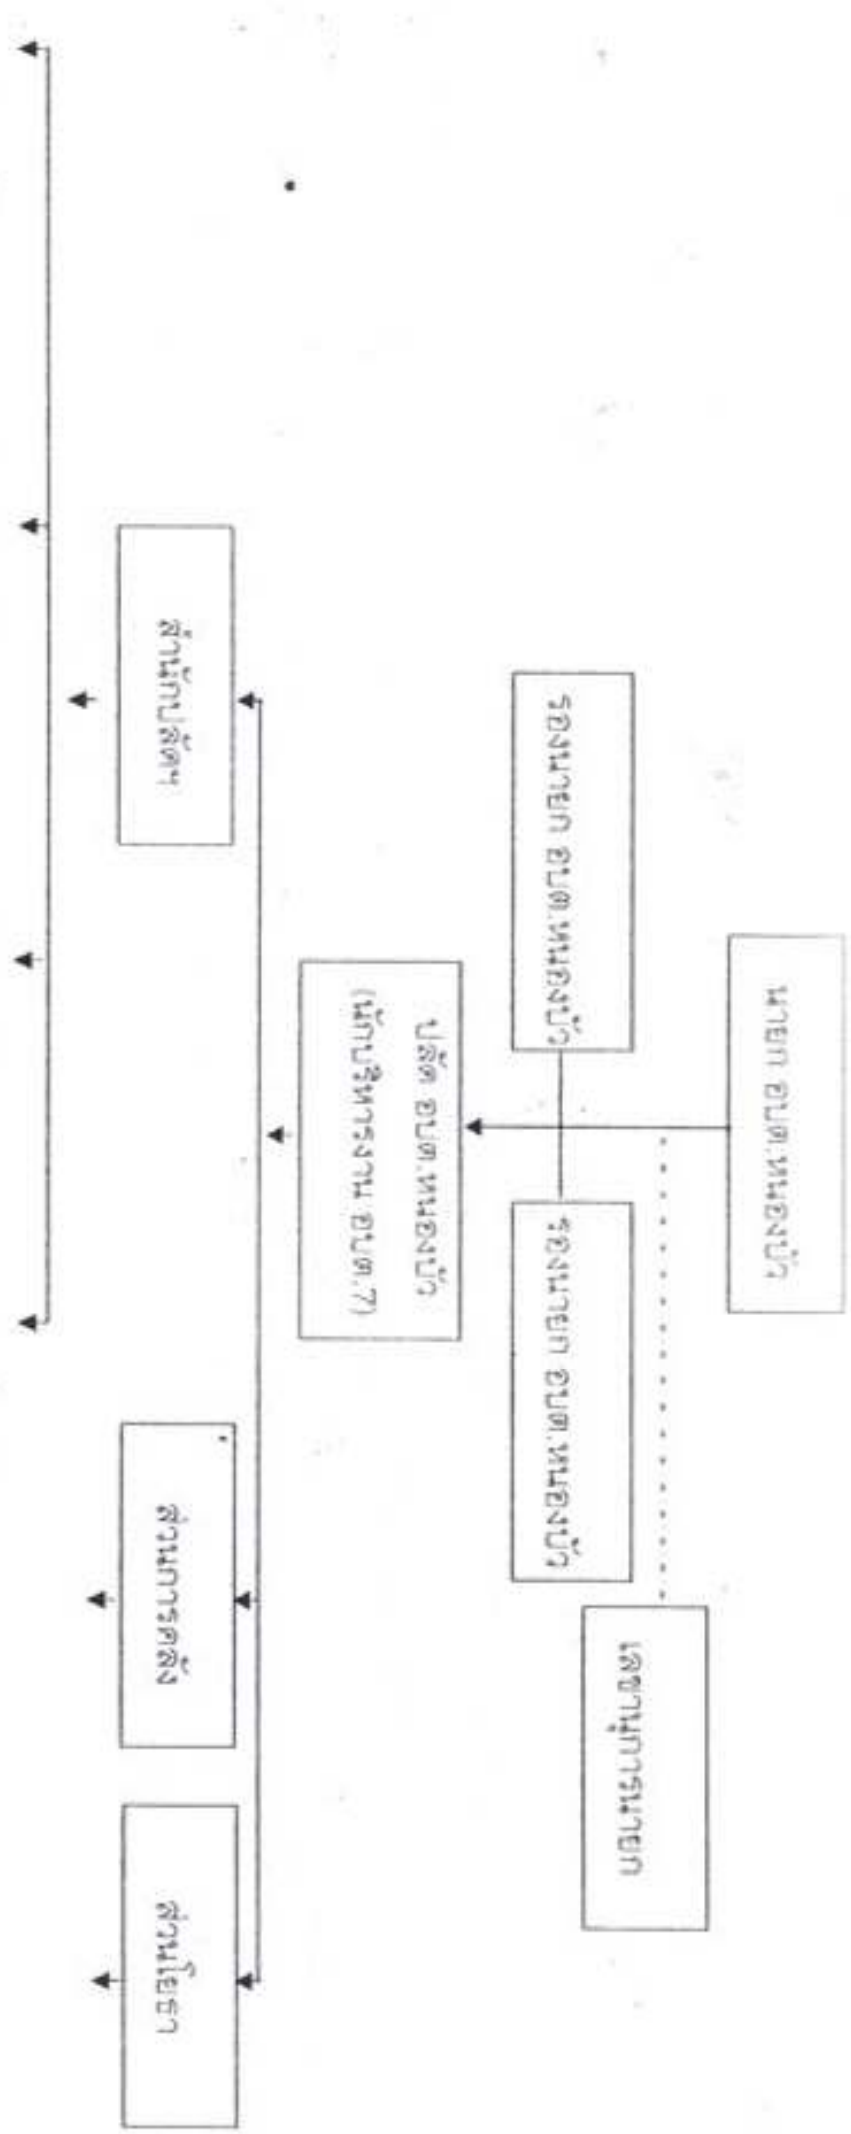 นายก อบต.หนองบัว
เลขานุการนายก
รองนายก อบต.หนองบัว
รองนายก อบต.หนองบัว
ปลัด อบต.หนองบัว
(นักบริหารงาน อบต.7)
สำนักปลัดฯ
ส่วนการคลัง
ส่วนโยธา